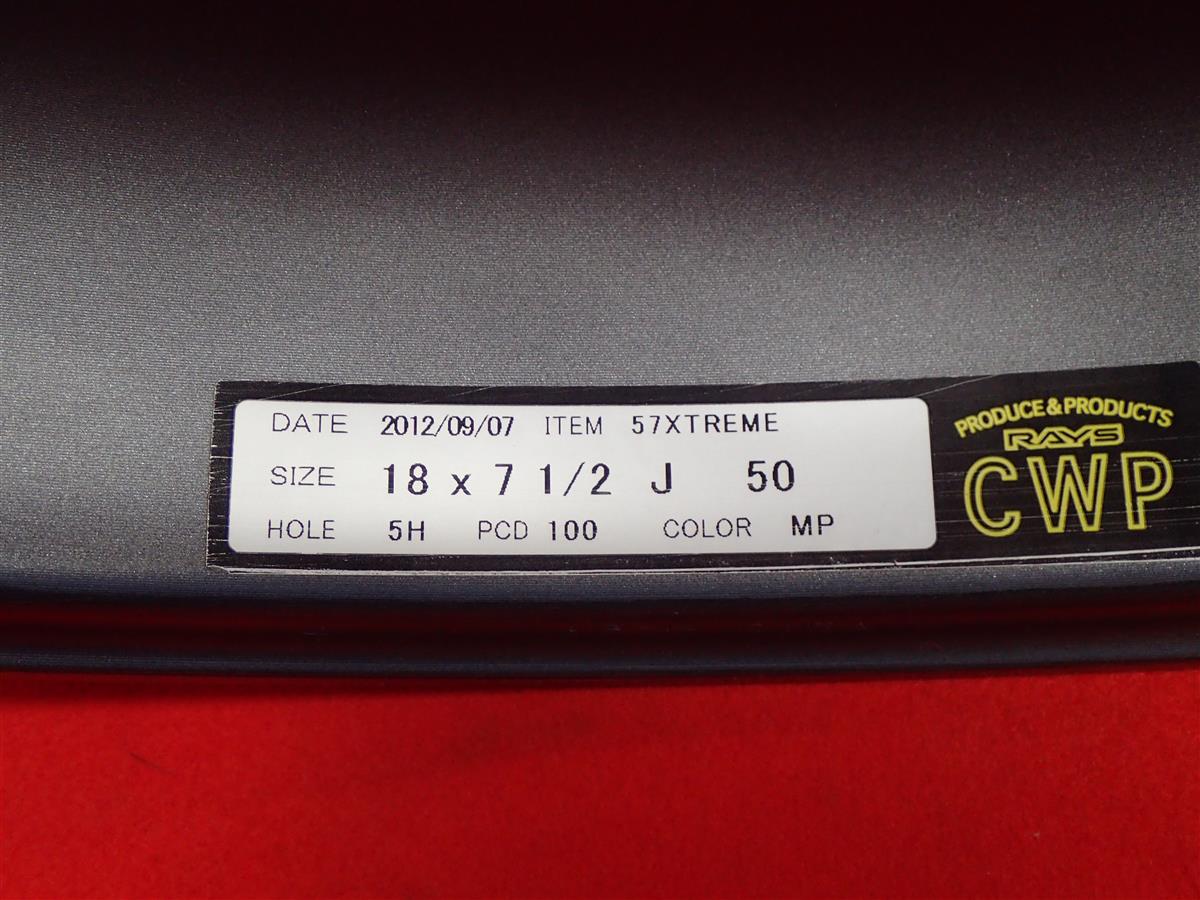 DATE 2012/09/07 ITEM 57XTREME
SIZE 18 x 7 1/2 J 50
HOLE 5H PCD 100 COLOR MP
PRODUCE&PRODUCTS
RAYS
CWP